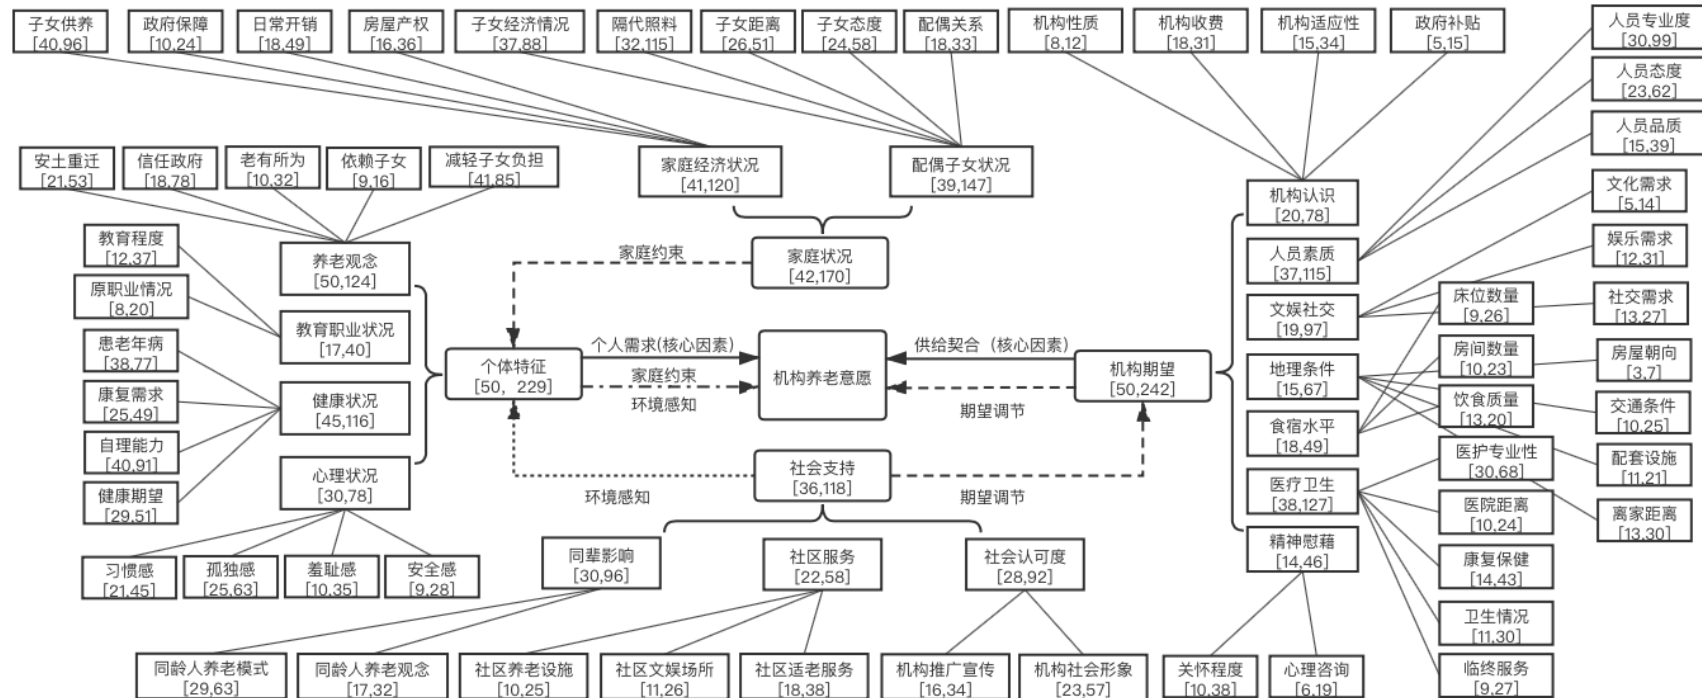 子女供养
[40,96]
政府保障
[10,24]
日常开销
[18,49]
房屋产权
[16,36]
子女经济情况
[37,88]
隔代照料
[32,115]
子女距离
[26,51]
子女态度
[24,58]
配偶关系
[18,33]
机构性质
[8,12]
机构收费
[18,31]
机构适应性
[15,34]
政府补贴
[5,15]
人员专业度
[30,99]
人员态度
[23,62]
人员品质
[15,39]
安土重迁
[21,53]
信任政府
[18,78]
老有所为
[10,32]
依赖子女
[9,16]
减轻子女负担
[41,85]
家庭经济状况
[41,120]
配偶子女状况
[39,147]
机构认识
[20,78]
文化需求
[5,14]
教育程度
[12,37]
养老观念
[50,124]
家庭约束
家庭状况
[42,170]
人员素质
[37,115]
娱乐需求
[12,31]
原职业情况
[8,20]
教育职业状况
[17,40]
文娱社交
[19,97]
床位数量
[9,26]
社交需求
[13,27]
患老年病
[38,77]
个体特征
[50, 229]
个人需求(核心因素)
家庭约束
环境感知
机构养老意愿
供给契合（核心因素）
期望调节
机构期望
[50,242]
地理条件
[15,67]
房间数量
[10,23]
房屋朝向
[3,7]
康复需求
[25,49]
健康状况
[45,116]
食宿水平
[18,49]
饮食质量
[13,20]
交通条件
[10,25]
自理能力
[40,91]
心理状况
[30,78]
社会支持
[36,118]
环境感知
期望调节
医疗卫生
[38,127]
医护专业性
[30,68]
配套设施
[11,21]
健康期望
[29,51]
医院距离
[10,24]
离家距离
[13,30]
习惯感
[21,45]
孤独感
[25,63]
羞耻感
[10,35]
安全感
[9,28]
同辈影响
[30,96]
社区服务
[22,58]
社会认可度
[28,92]
精神慰藉
[14,46]
康复保健
[14,43]
卫生情况
[11,30]
同龄人养老模式
[29,63]
同龄人养老观念
[17,32]
社区养老设施
[10,25]
社区文娱场所
[11,26]
社区适老服务
[18,38]
机构推广宣传
[16,34]
机构社会形象
[23,57]
关怀程度
[10,38]
心理咨询
[6,19]
临终服务
[9,27]